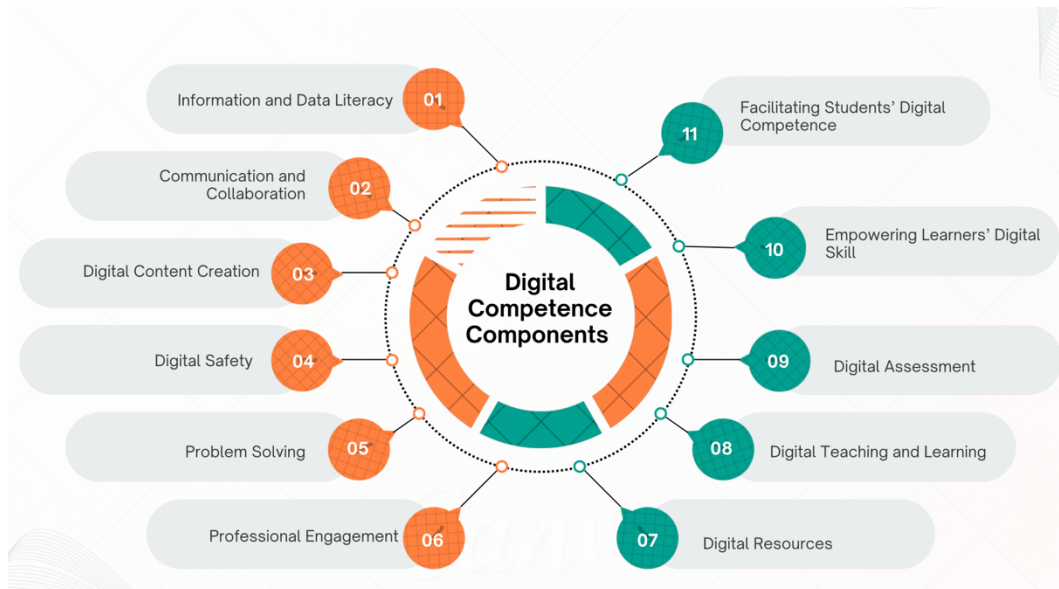 01
Information and Data Literacy
02
Communication and
Collaboration
03
Digital Content Creation
04
Digital Safety
05
Problem Solving
06
Professional Engagement
Digital
Competence
Components
11
Facilitating Students’ Digital
Competence
10
Empowering Learners’ Digital
Skill
09
Digital Assessment
08
Digital Teaching and Learning
07
Digital Resources